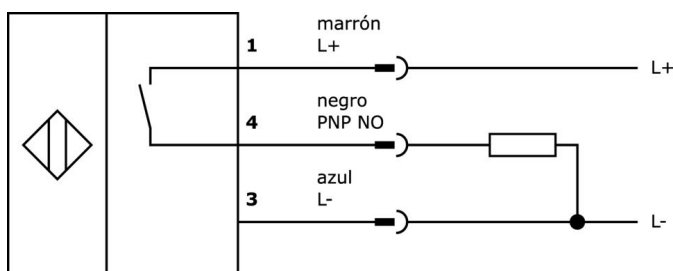 marrón
1 L+
L+
negro
4 PNP NO
azul
3 L-
L-